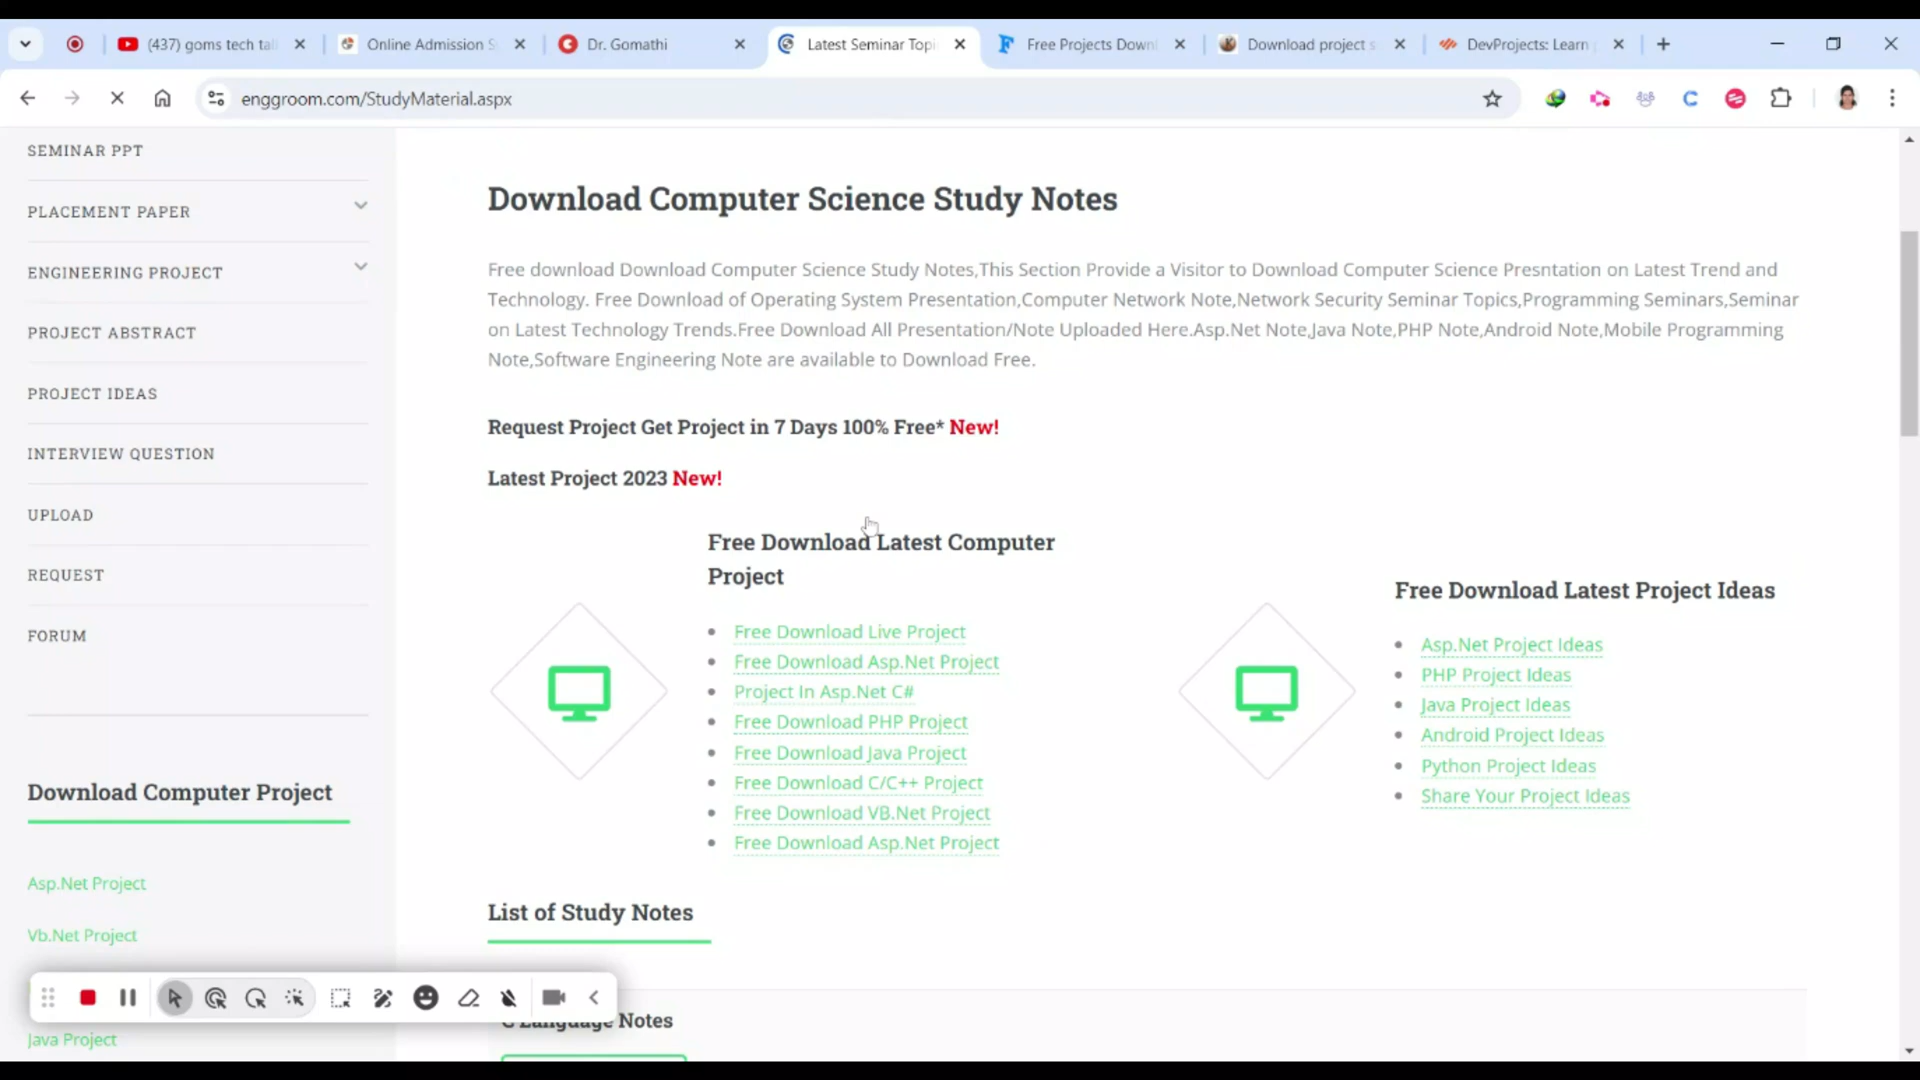 (437) goms tech tal
Online Admission S
Dr. Gomathi
Latest Seminar Topi
Free Projects Down
Download project s
DevProjects: Learn
enggroom.com/StudyMaterial.aspx
SEMINAR PPT
PLACEMENT PAPER
ENGINEERING PROJECT
PROJECT ABSTRACT
PROJECT IDEAS
INTERVIEW QUESTION
UPLOAD
REQUEST
FORUM
Download Computer Project
Asp.Net Project
Vb.Net Project
Java Project
Download Computer Science Study Notes
Free download Download Computer Science Study Notes,This Section Provide a Visitor to Download Computer Science Presntation on Latest Trend and
Technology. Free Download of Operating System Presentation,Computer Network Note,Network Security Seminar Topics,Programming Seminars,Seminar
on Latest Technology Trends.Free Download All Presentation/Note Uploaded Here.Asp.Net Note,Java Note,PHP Note,Android Note,Mobile Programming
Note,Software Engineering Note are available to Download Free.
Request Project Get Project in 7 Days 100% Free* New!
Latest Project 2023 New!
Free Download Latest Computer
Project
Free Download Live Project
Free Download Asp.Net Project
Project In Asp.Net C#
Free Download PHP Project
Free Download Java Project
Free Download C/C++ Project
Free Download VB.Net Project
Free Download Asp.Net Project
Free Download Latest Project Ideas
Asp.Net Project Ideas
PHP Project Ideas
Java Project Ideas
Android Project Ideas
Python Project Ideas
Share Your Project Ideas
List of Study Notes
C Language Notes